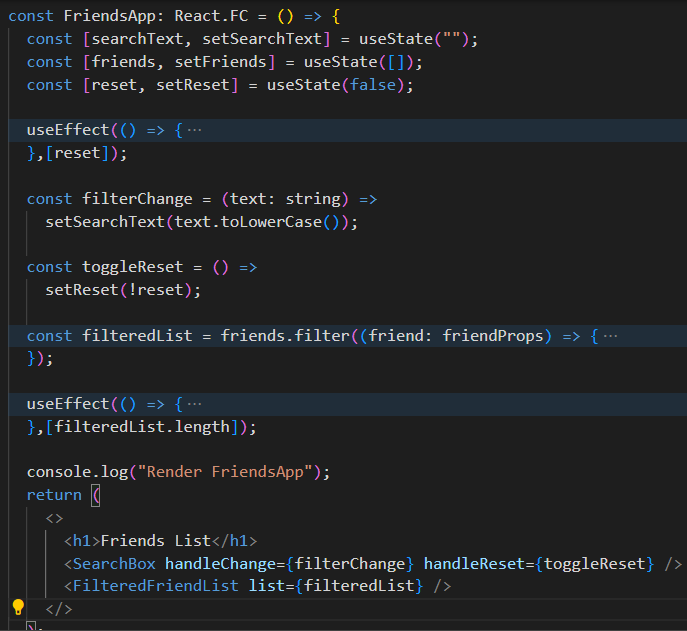 const FriendsApp: React.FC = () => {
  const [searchText, setSearchText] = useState("");
  const [friends, setFriends] = useState([]);
  const [reset, setReset] = useState(false);

  useEffect(() => { ···
  },[reset]);

  const filterChange = (text: string) =>
    setSearchText(text.toLowerCase());

  const toggleReset = () =>
    setReset(!reset);

  const filteredList = friends.filter((friend: friendProps) => { ···
  });

  useEffect(() => { ···
  },[filteredList.length]);

  console.log("Render FriendsApp");
  return (
    <>
      <h1>Friends List</h1>
      <SearchBox handleChange={filterChange} handleReset={toggleReset} />
      <FilteredFriendList list={filteredList} />
    </>
  );